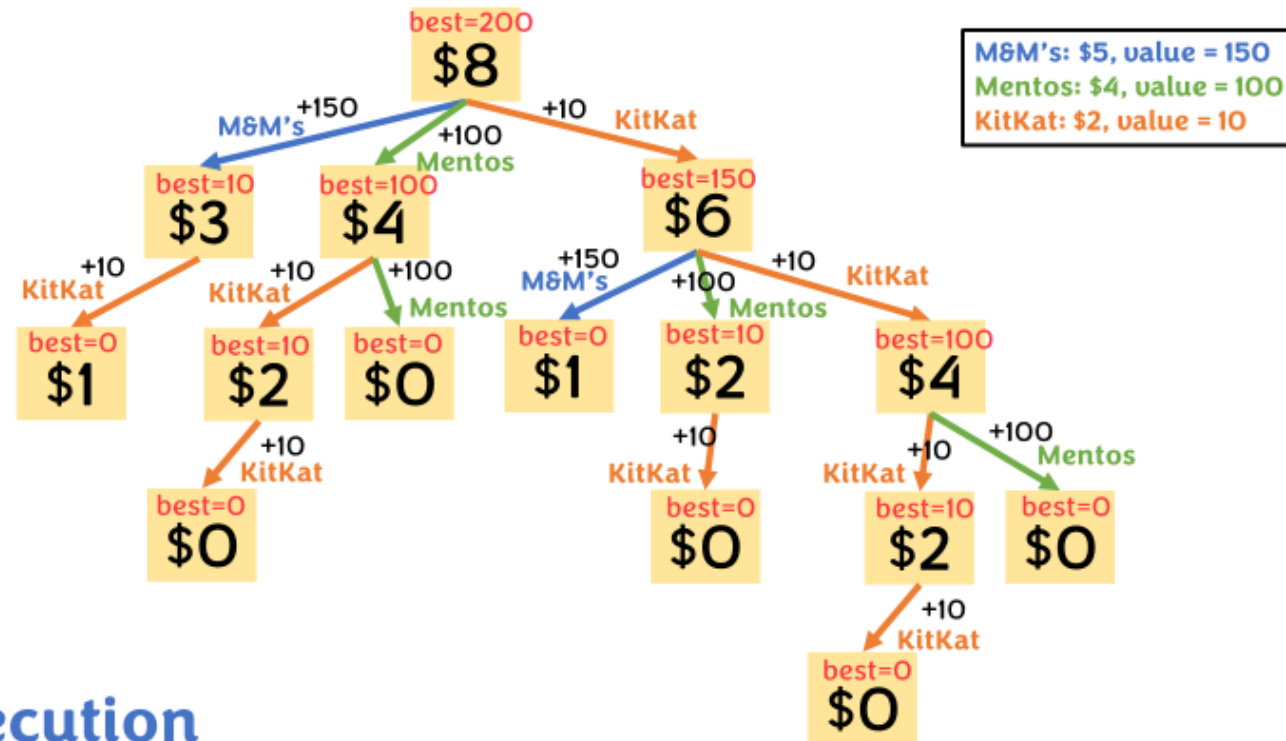 best=200
$8
M&M's: $5, value = 150
Mentos: $4, value = 100
KitKat: $2, value = 10
+150
M&M's
+100
Mentos
+10
KitKat
best=10
$3
best=100
$4
best=150
$6
+10
KitKat
+10
KitKat
+100
Mentos
+150
M&M's
+100
Mentos
+10
KitKat
best=0
$1
best=10
$2
best=0
$0
best=0
$1
best=10
$2
best=100
$4
+10
KitKat
+10
KitKat
+10
KitKat
+100
Mentos
best=0
$0
best=0
$0
best=10
$2
best=0
$0
+10
KitKat
best=0
$0
ecution